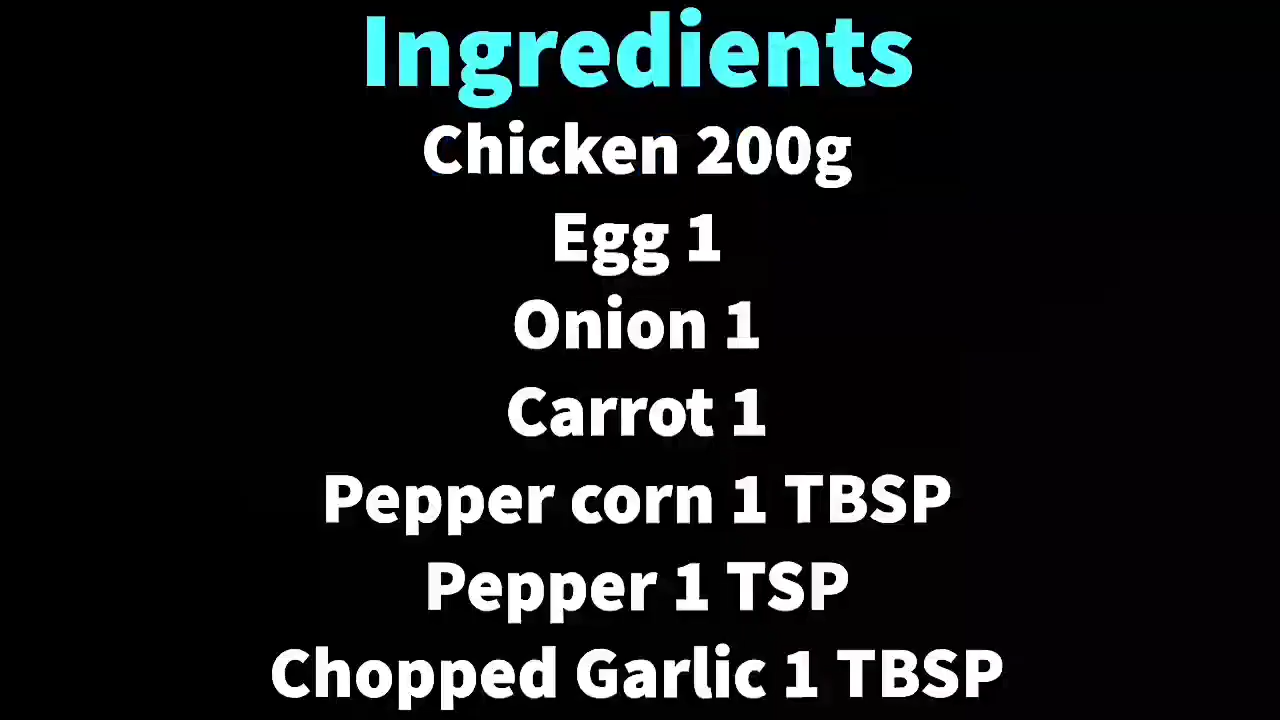 Ingredients
Chicken 200g
Egg 1
Onion 1
Carrot 1
Pepper corn 1 TBSP
Pepper 1 TSP
Chopped Garlic 1 TBSP